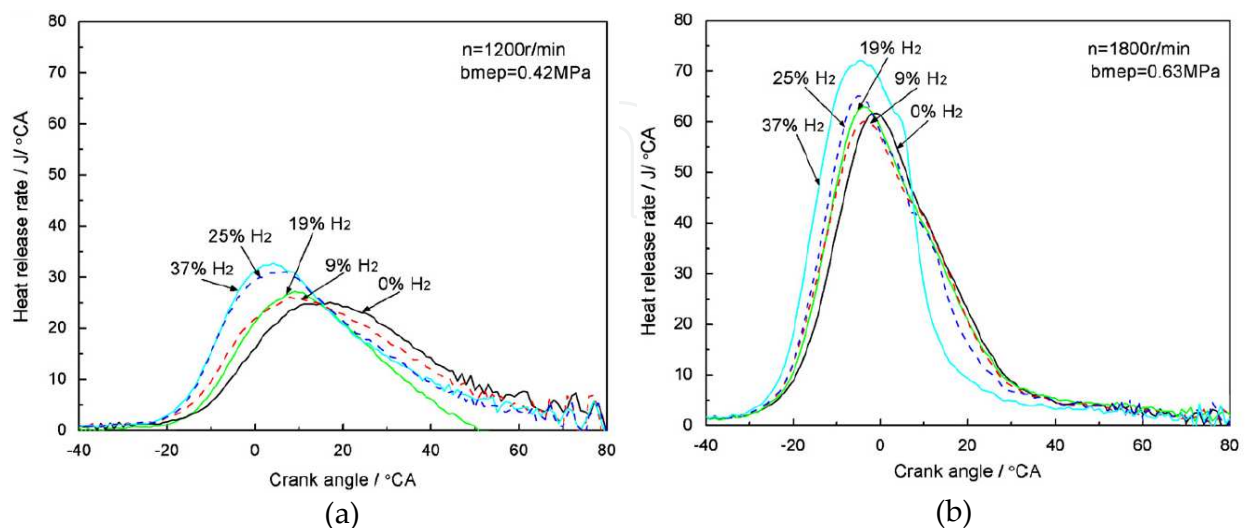 80
70
60
50
40
30
20
10
0
Heat release rate / J/ °CA
n=1200r/min
bmep=0.42MPa
19% H2
25% H2
9% H2
37% H2
0% H2
-40 -20 0 20 40 60 80
Crank angle / °CA
(a)
80
70
60
50
40
30
20
10
0
Heat release rate / J/ °CA
n=1800r/min
bmep=0.63MPa
19% H2
25% H2
9% H2
0% H2
37% H2
-40 -20 0 20 40 60 80
Crank angle / °CA
(b)